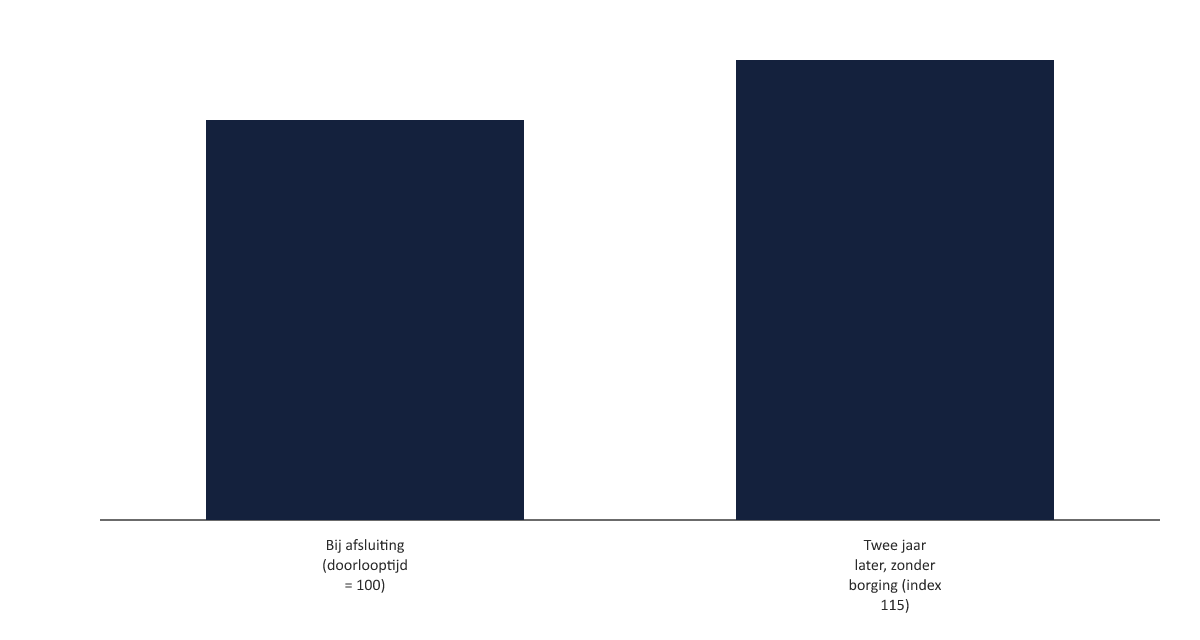 Bij afsluiting
(doorlooptijd
= 100)
Twee jaar
later, zonder
borging (index
115)